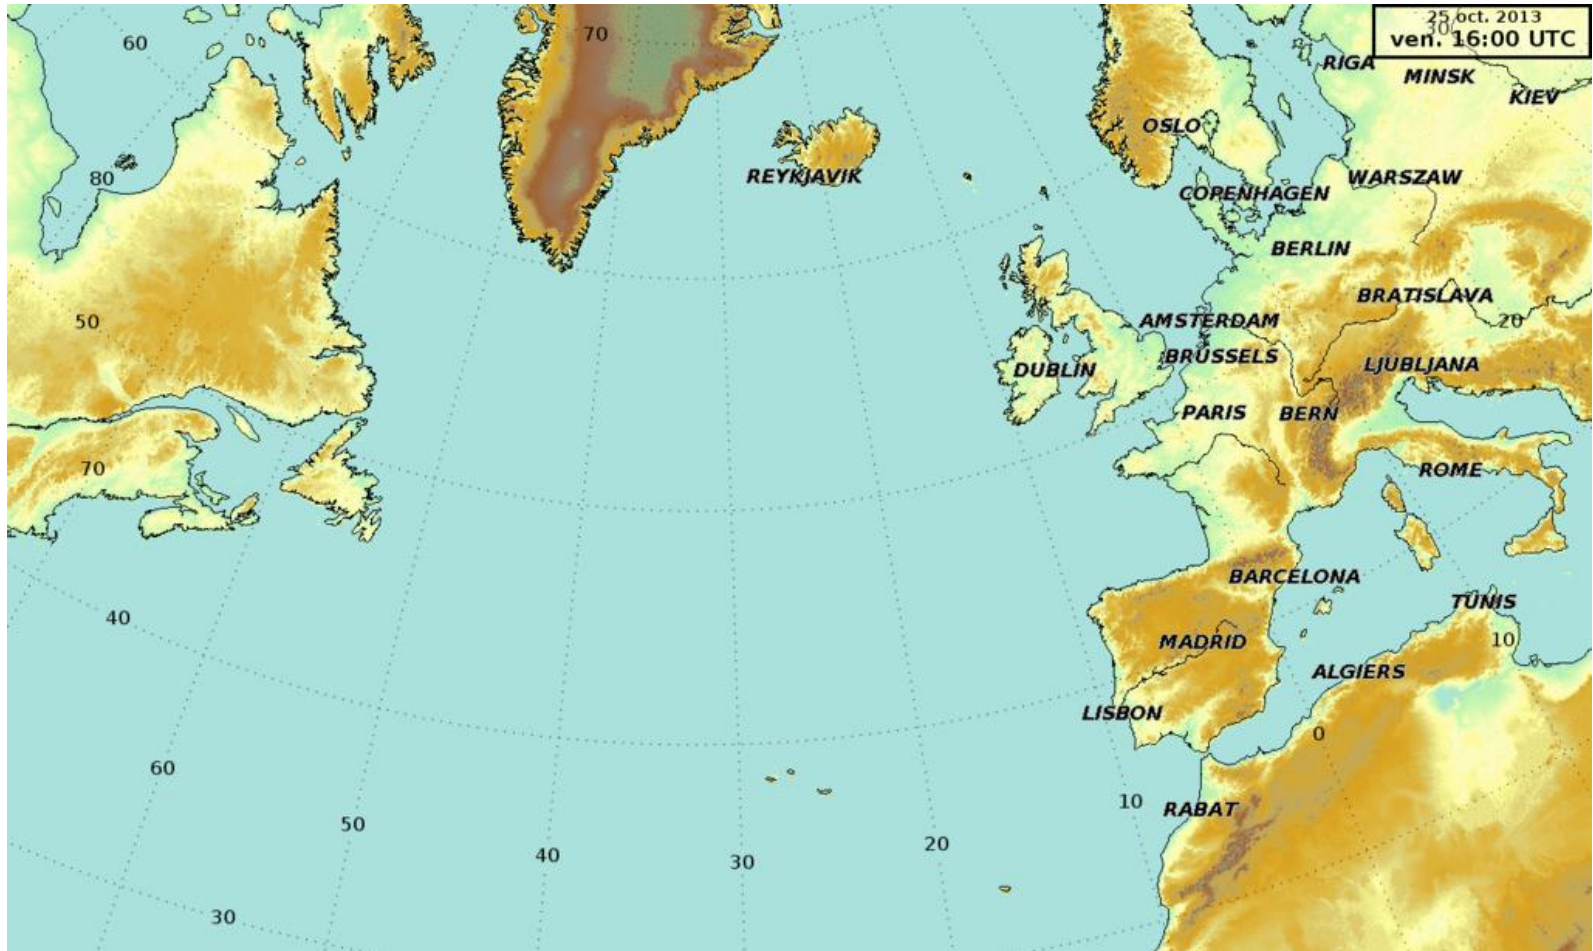 25 oct. 2013
ven. 16:00 UTC
30
70
60
RIGA
MINSK
KIEV
OSLO
80
REYKJAVIK
WARSZAW
COPENHAGEN
BERLIN
BRATISLAVA
50
AMSTERDAM
20
BRUSSELS
DUBLIN
LJUBLJANA
PARIS
BERN
70
ROME
BARCELONA
TUNIS
40
MADRID
10
ALGIERS
LISBON
0
60
10
RABAT
50
20
40
30
30